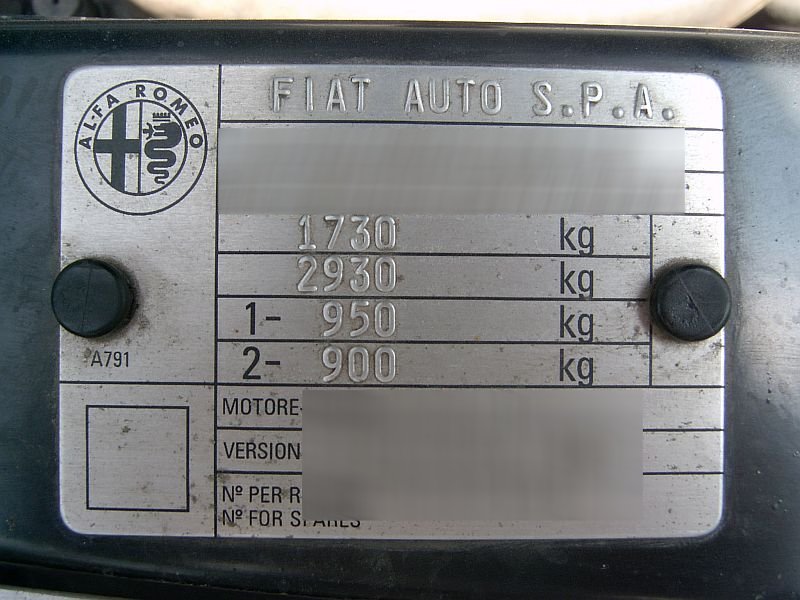 ALFA ROMEO
FIAT AUTO S.P.A.
1730 kg
2930 kg
1- 950 kg
2- 900 kg
A791
MOTORE-
VERSION
Nº PER R
Nº FOR SPARES